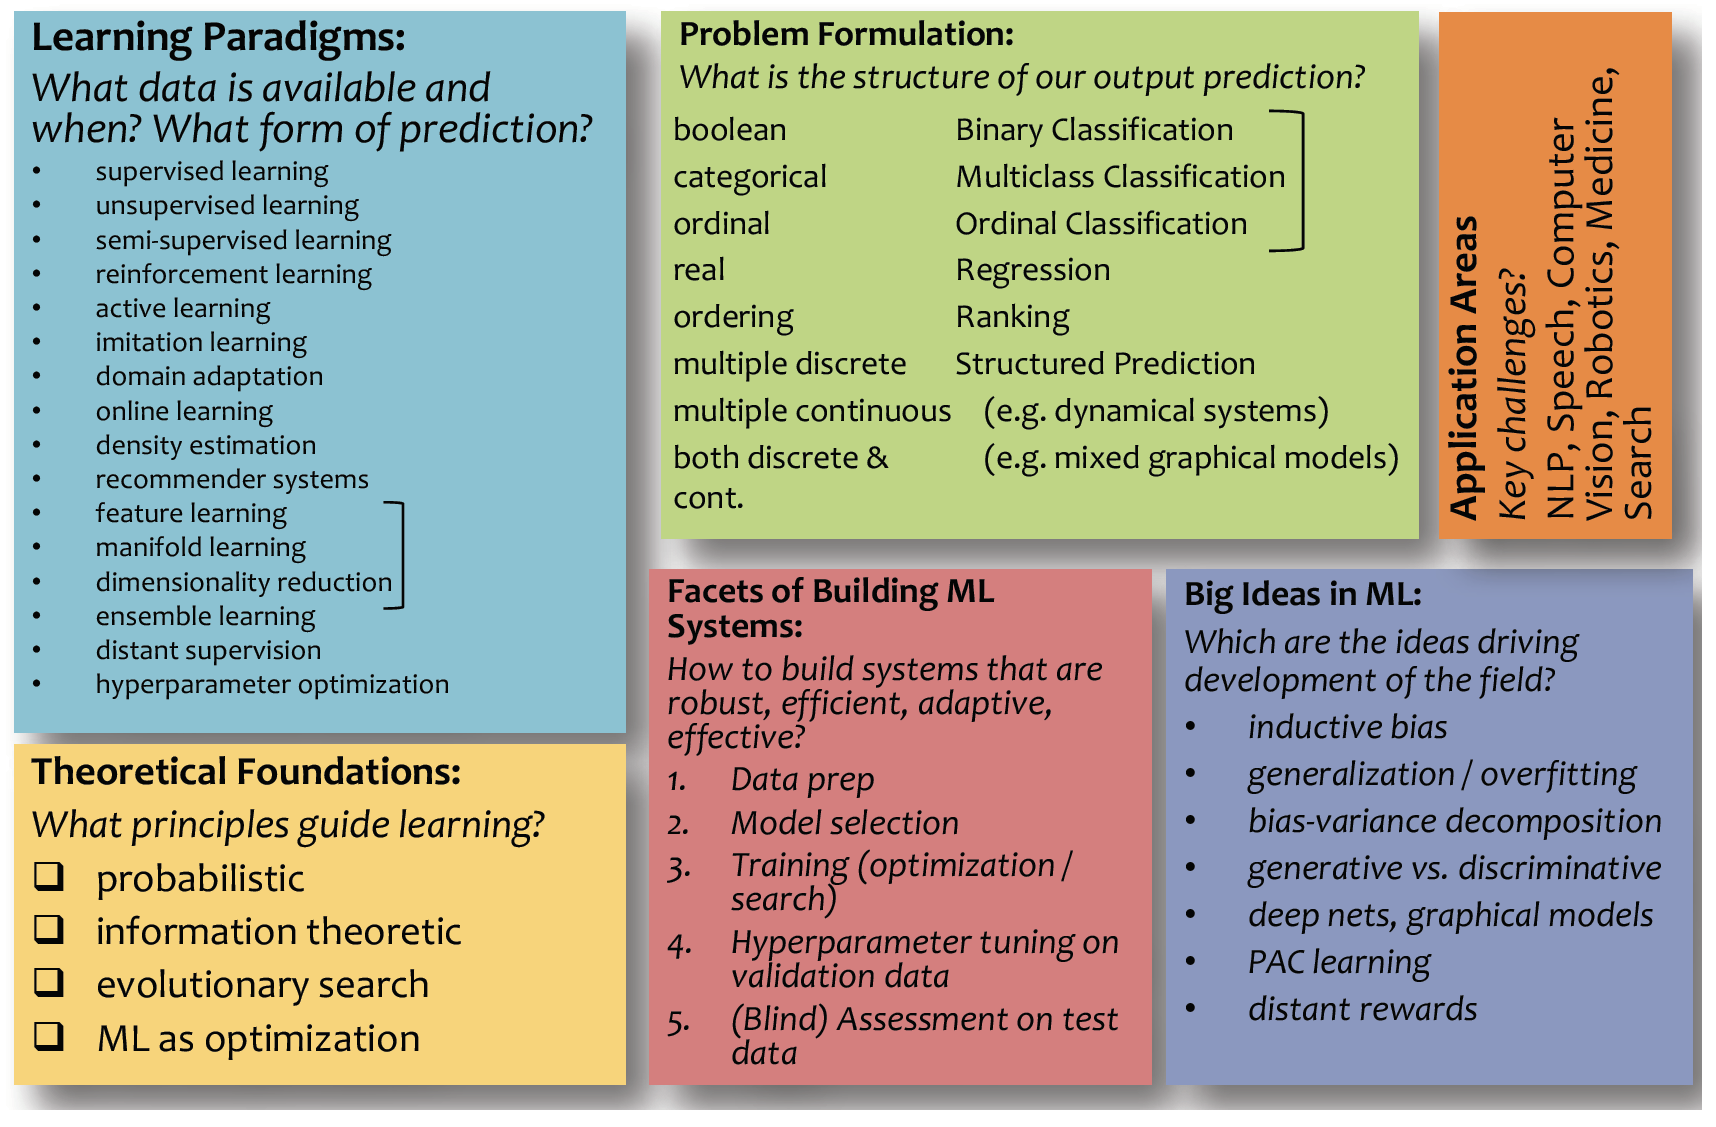 Learning Paradigms:
What data is available and
when? What form of prediction?
• supervised learning
• unsupervised learning
• semi-supervised learning
• reinforcement learning
• active learning
• imitation learning
• domain adaptation
• online learning
• density estimation
• recommender systems
• feature learning
• manifold learning
• dimensionality reduction
• ensemble learning
• distant supervision
• hyperparameter optimization
Theoretical Foundations:
What principles guide learning?
❑ probabilistic
❑ information theoretic
❑ evolutionary search
❑ ML as optimization
Problem Formulation:
What is the structure of our output prediction?
boolean Binary Classification
categorical Multiclass Classification
ordinal Ordinal Classification
real Regression
ordering Ranking
multiple discrete Structured Prediction
multiple continuous (e.g. dynamical systems)
both discrete & (e.g. mixed graphical models)
cont.
Application Areas
Key challenges?
NLP, Speech, Computer
Vision, Robotics, Medicine,
Search
Facets of Building ML
Systems:
How to build systems that are
robust, efficient, adaptive,
effective?
1. Data prep
2. Model selection
3. Training (optimization /
search)
4. Hyperparameter tuning on
validation data
5. (Blind) Assessment on test
data
Big Ideas in ML:
Which are the ideas driving
development of the field?
• inductive bias
• generalization / overfitting
• bias-variance decomposition
• generative vs. discriminative
• deep nets, graphical models
• PAC learning
• distant rewards